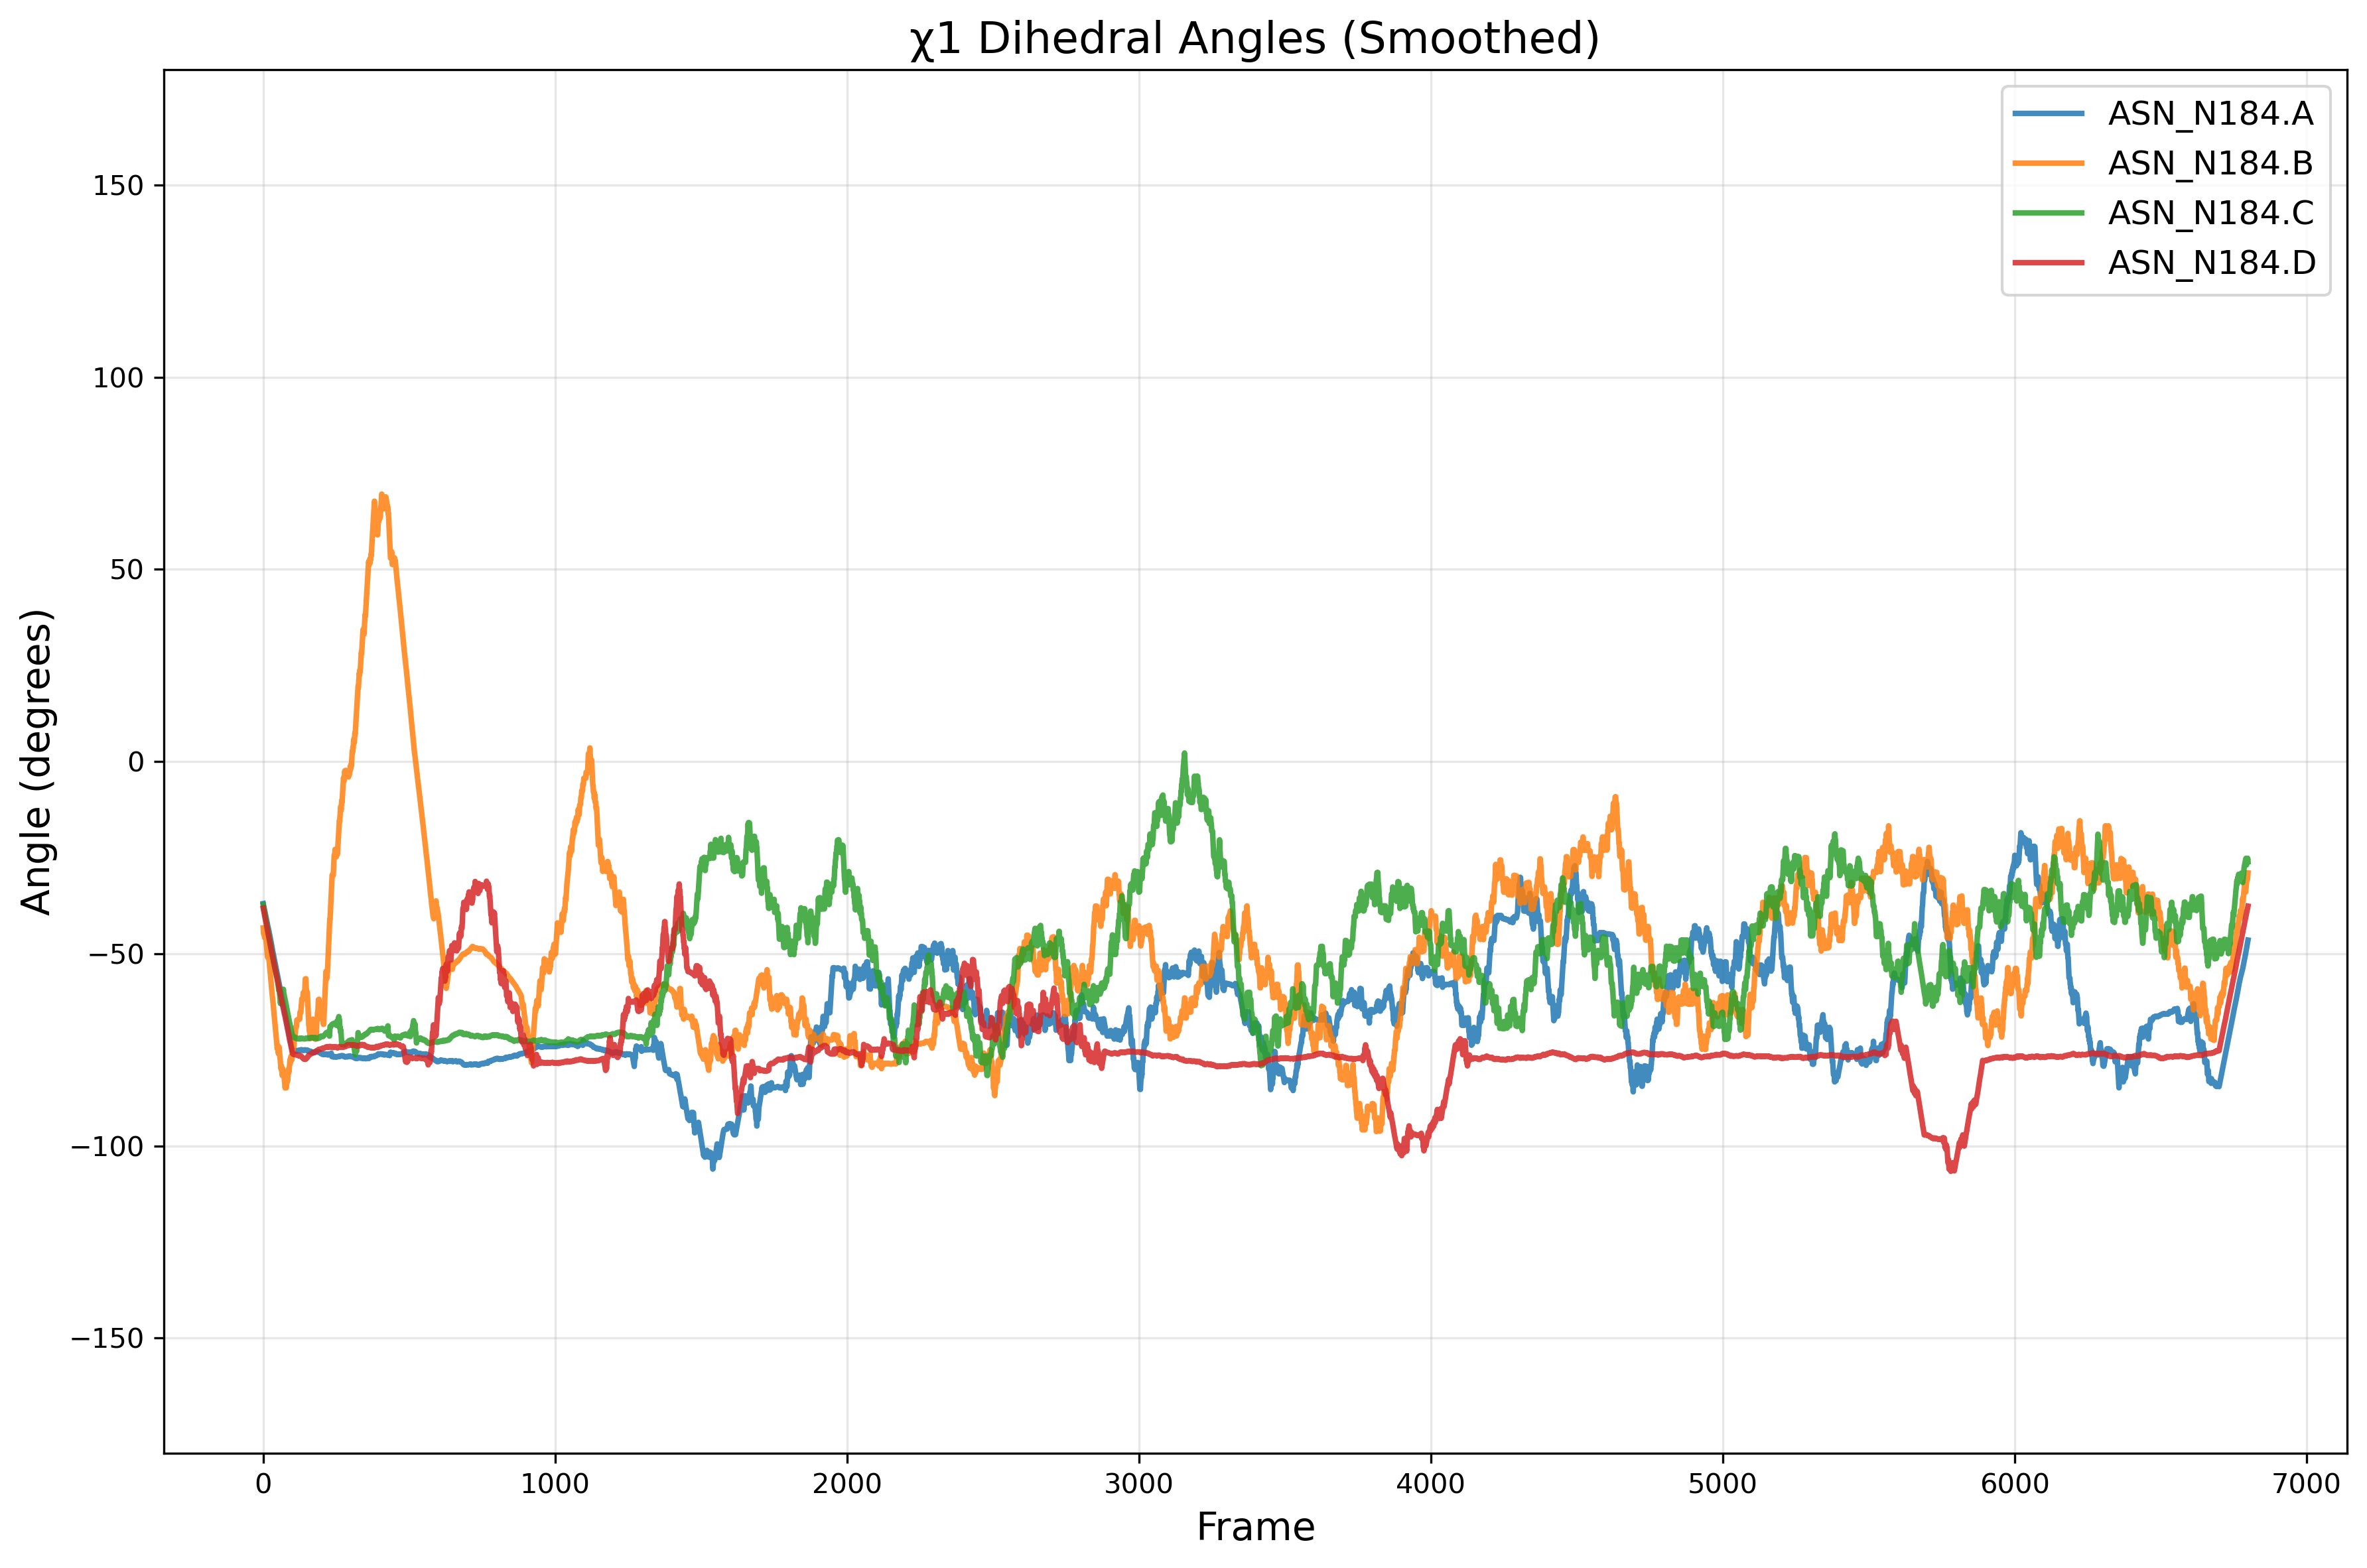 χ1 Dihedral Angles (Smoothed)
ASN_N184.A
ASN_N184.B
ASN_N184.C
ASN_N184.D
Angle (degrees)
150
100
50
0
−50
−100
−150
0 1000 2000 3000 4000 5000 6000 7000
Frame